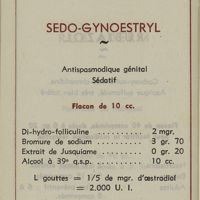 SEDO-GYNOESTRYL
~
Antispasmodique génital
Sédatif
Flacon de 10 cc.
Di-hydro-folliculine .......... 2 mgr.
Bromure de sodium .......... 3 gr. 70
Extrait de Jusquiame ........ 0 gr. 20
Alcool à 39° q.s.p. ........... 10 cc.
L gouttes = 1/5 de mgr. d'œstradiol
= 2.000 U. I.